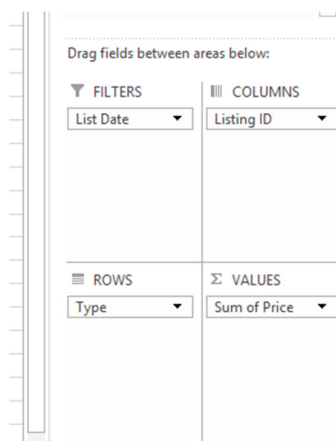 Drag fields between areas below:
FILTERS
COLUMNS
List Date
Listing ID
ROWS
Σ VALUES
Type
Sum of Price